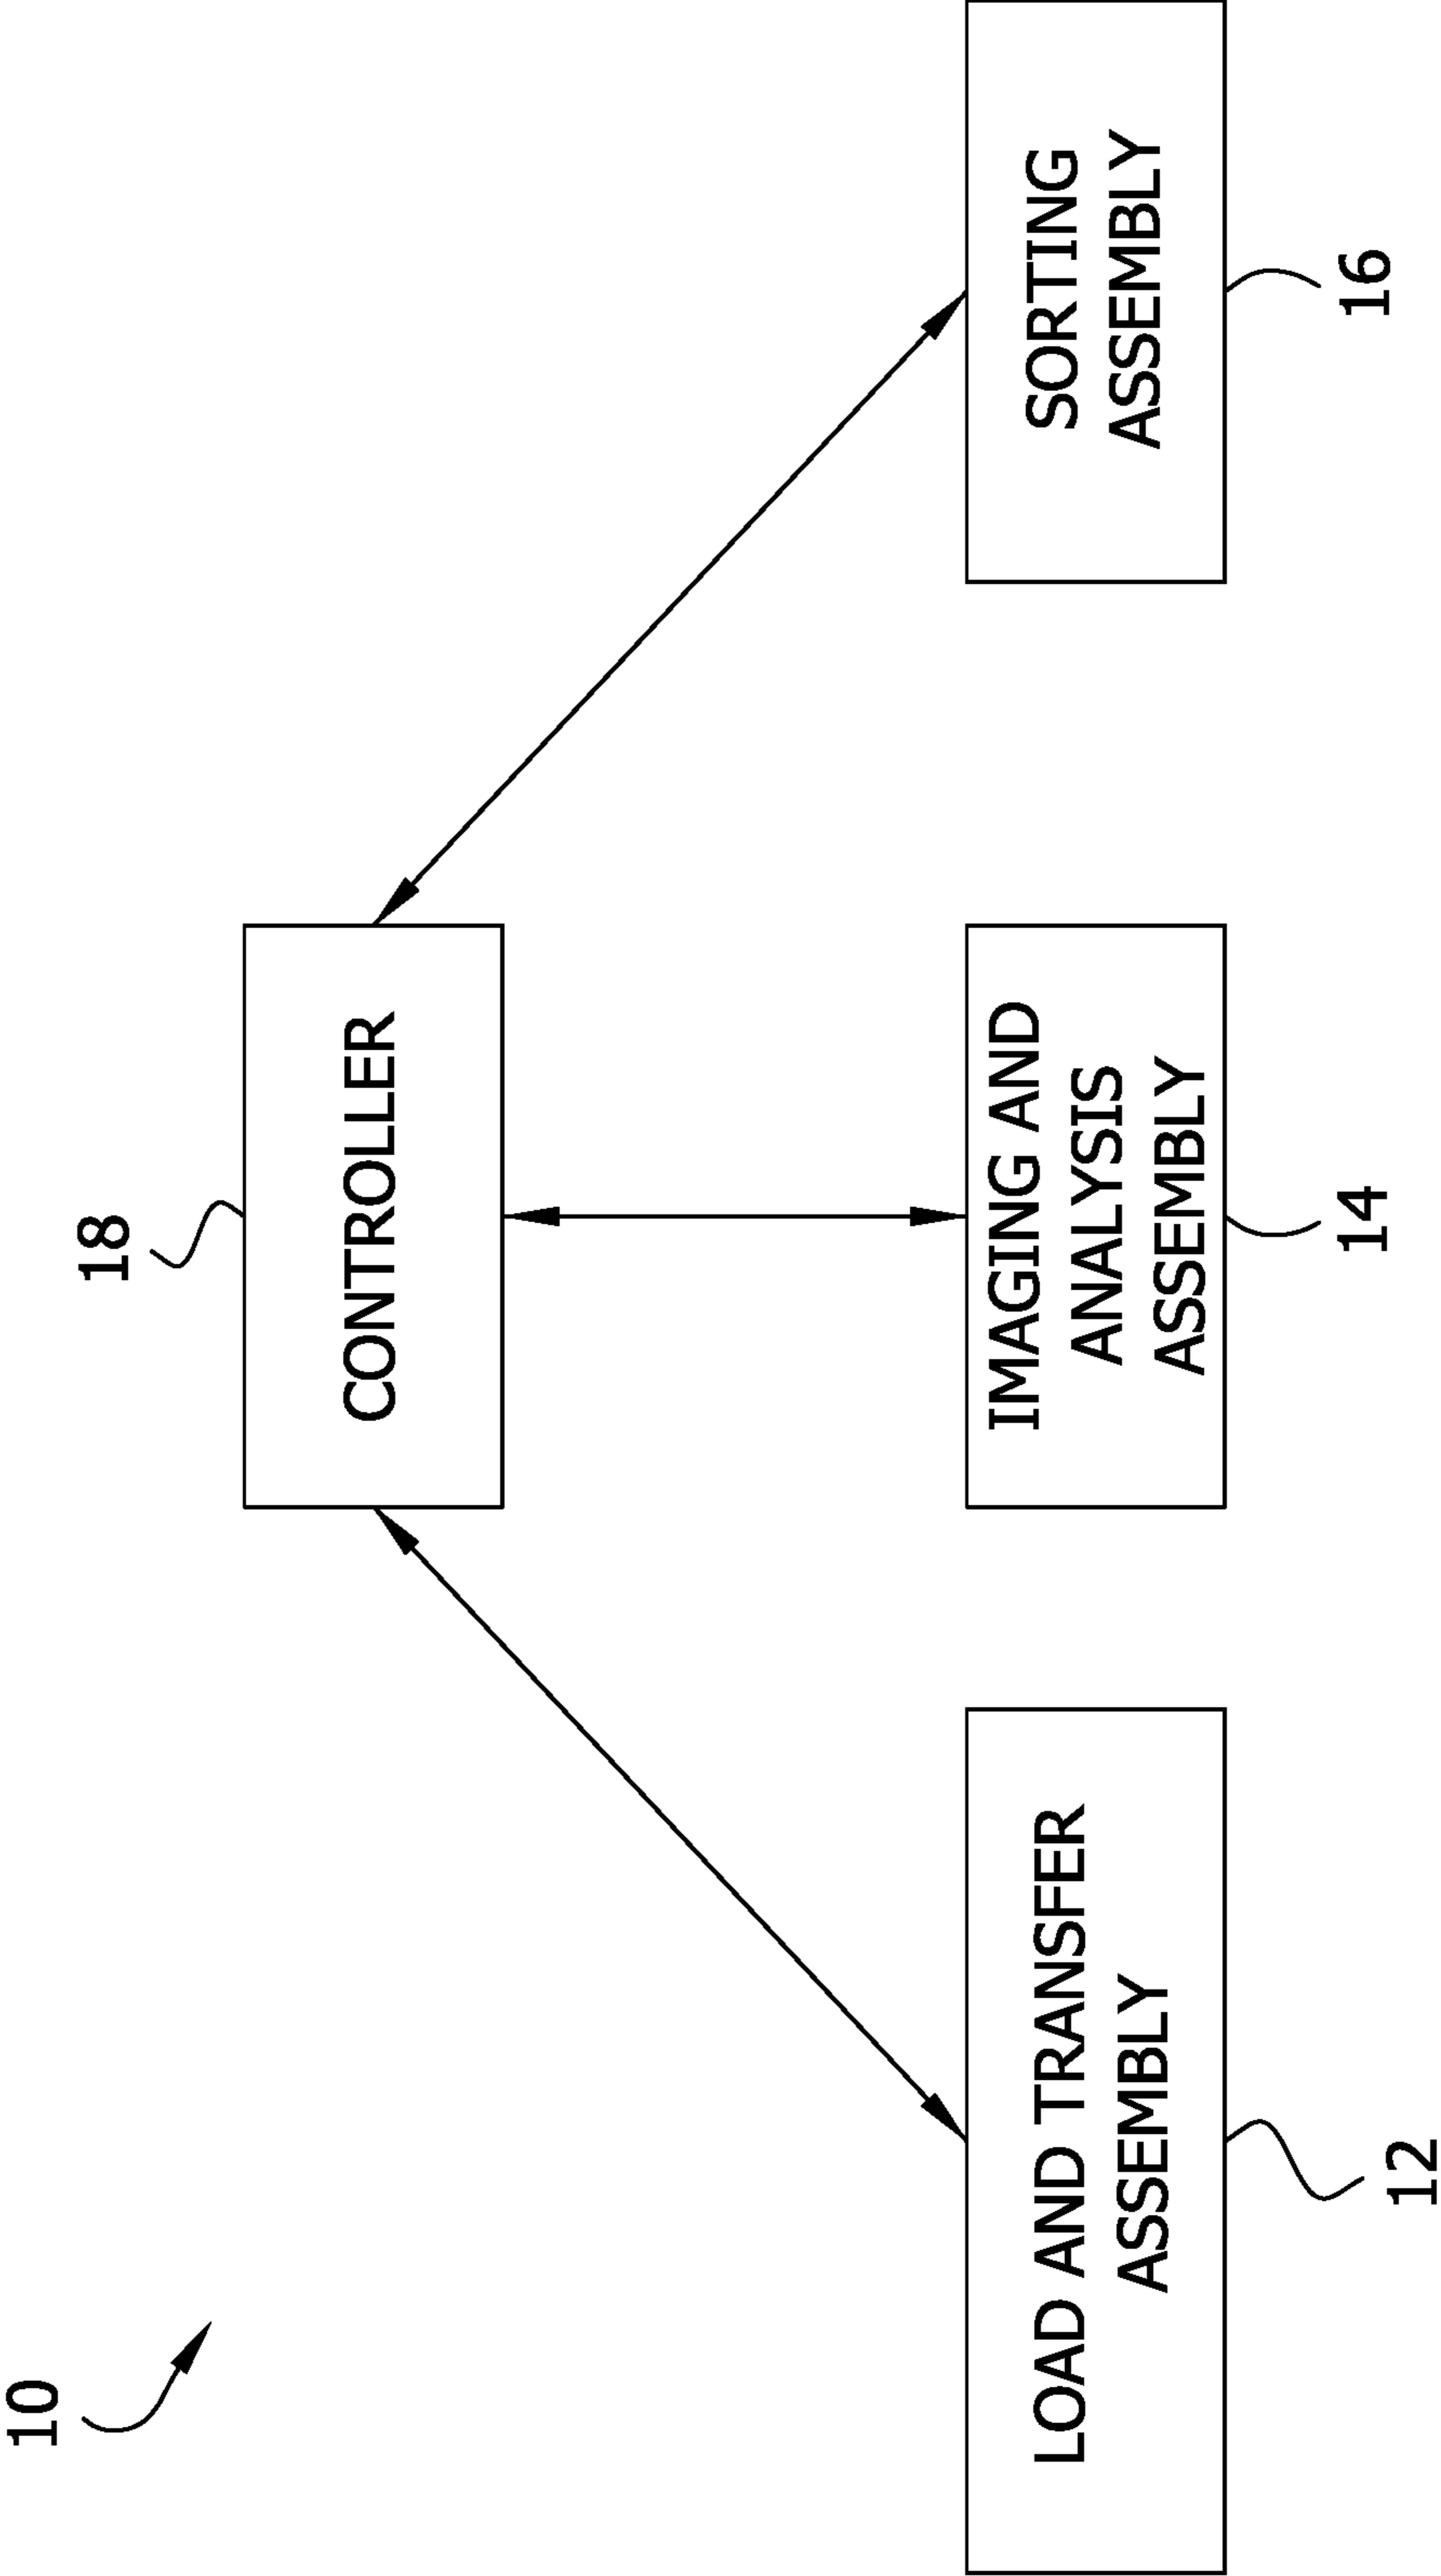 10
18
CONTROLLER
LOAD AND TRANSFER
ASSEMBLY
12
IMAGING AND
ANALYSIS
ASSEMBLY
14
SORTING
ASSEMBLY
16